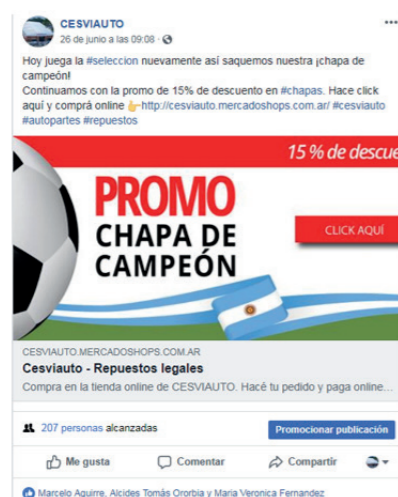 CESVIAUTO
26 de junio a las 09:08 ·
Hoy juega la #seleccion nuevamente así saquemos nuestra ¡chapa de
campeón!
Continuamos con la promo de 15% de descuento en #chapas. Hace click
aquí y comprá online 👉http://cesviauto.mercadoshops.com.ar/ #cesviauto
#autopartes #repuestos
15 % de descue
PROMO
CHAPA DE
CAMPEÓN
CLICK AQUÍ
CESVIAUTO.MERCADOSHOPS.COM.AR
Cesviauto - Repuestos legales
Compra en la tienda online de CESVIAUTO. Hacé tu pedido y paga online...
207 personas alcanzadas
Promocionar publicación
Me gusta
Comentar
Compartir
Marcelo Aguirre, Alcides Tomás Ororbia y Maria Veronica Fernandez